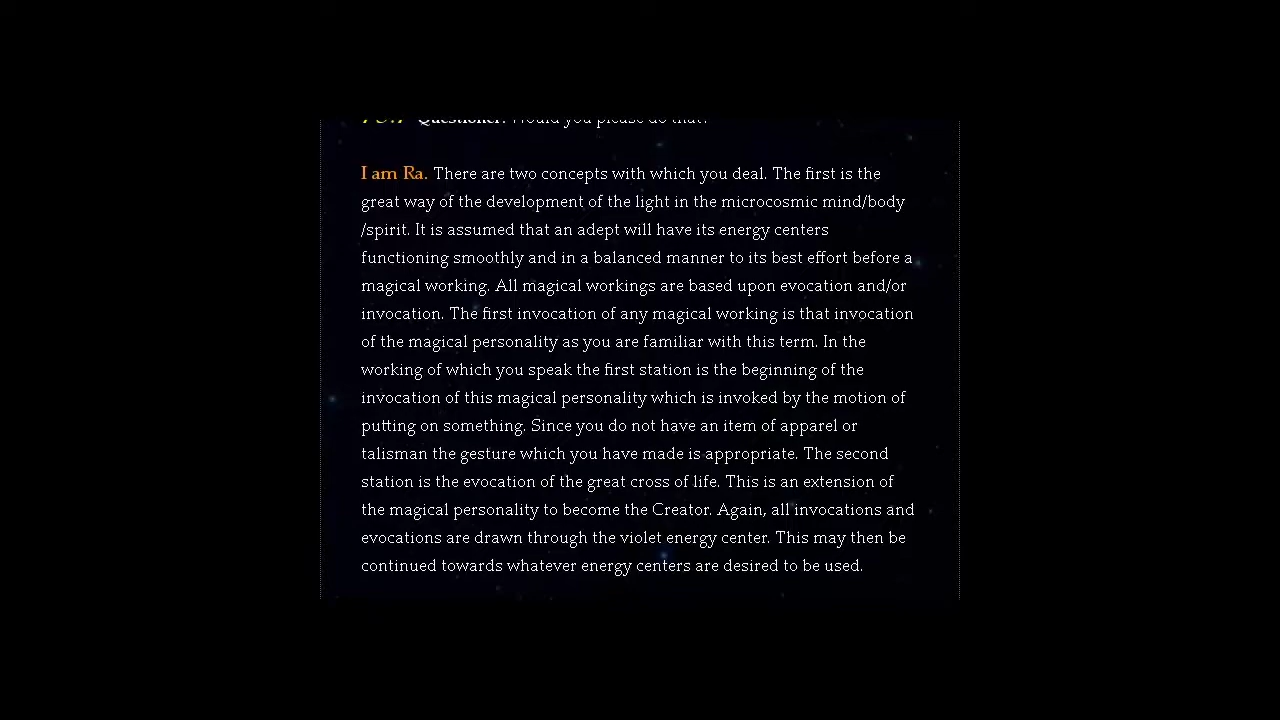 Questioner: Would you please do that?
I am Ra. There are two concepts with which you deal. The first is the
great way of the development of the light in the microcosmic mind/body
/spirit. It is assumed that an adept will have its energy centers
functioning smoothly and in a balanced manner to its best effort before a
magical working. All magical workings are based upon evocation and/or
invocation. The first invocation of any magical working is that invocation
of the magical personality as you are familiar with this term. In the
working of which you speak the first station is the beginning of the
invocation of this magical personality which is invoked by the motion of
putting on something. Since you do not have an item of apparel or
talisman the gesture which you have made is appropriate. The second
station is the evocation of the great cross of life. This is an extension of
the magical personality to become the Creator. Again, all invocations and
evocations are drawn through the violet energy center. This may then be
continued towards whatever energy centers are desired to be used.